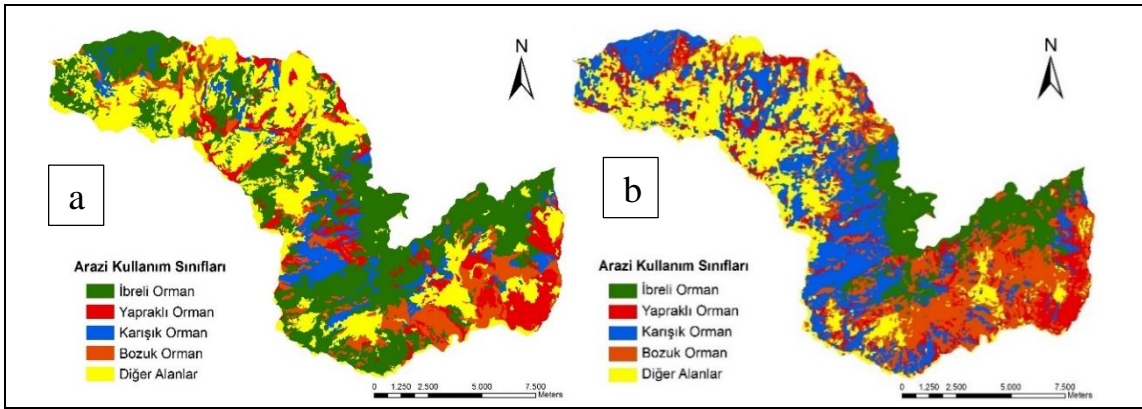 N
a
Arazi Kullanım Sınıfları
İbreli Orman
Yapraklı Orman
Karışık Orman
Bozuk Orman
Diğer Alanlar
0 1.250 2.500 5.000 7.500
Meters
N
b
Arazi Kullanım Sınıfları
İbreli Orman
Yapraklı Orman
Karışık Orman
Bozuk Orman
Diğer Alanlar
0 1.250 2.500 5.000 7.500
Meters